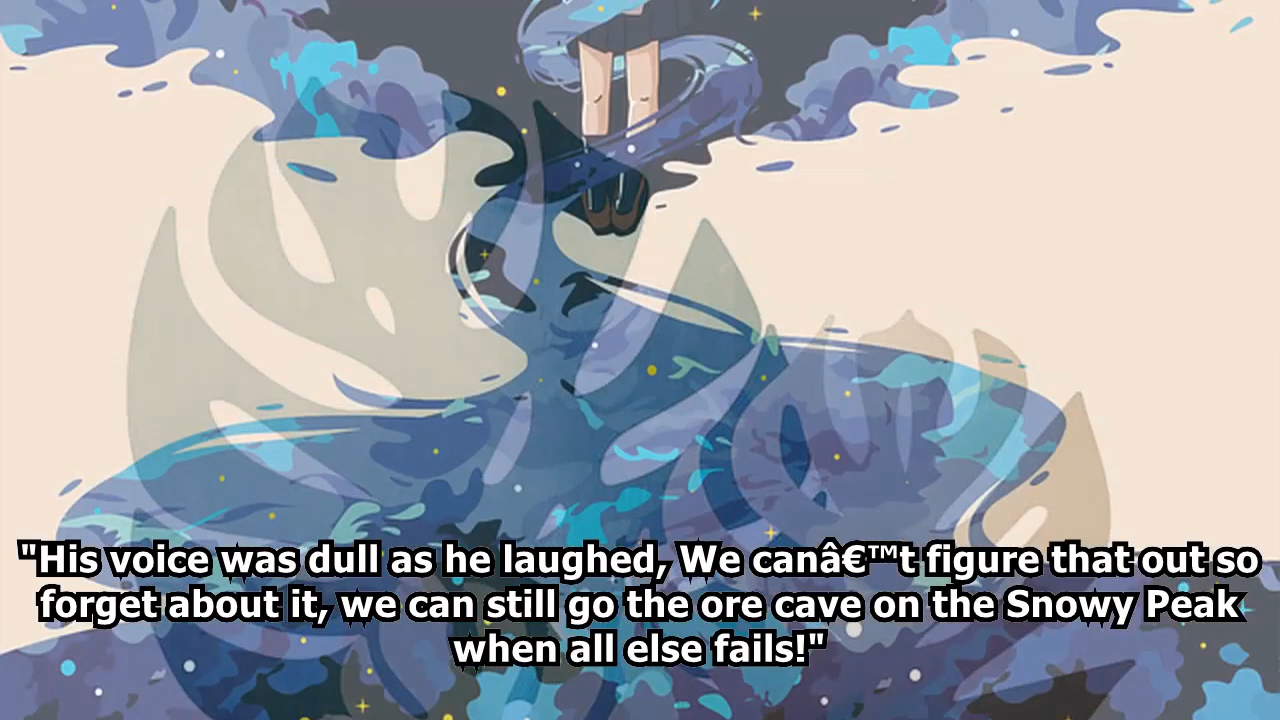 "His voice was dull as he laughed, We canâ€™t figure that out so
forget about it, we can still go the ore cave on the Snowy Peak
when all else fails!"